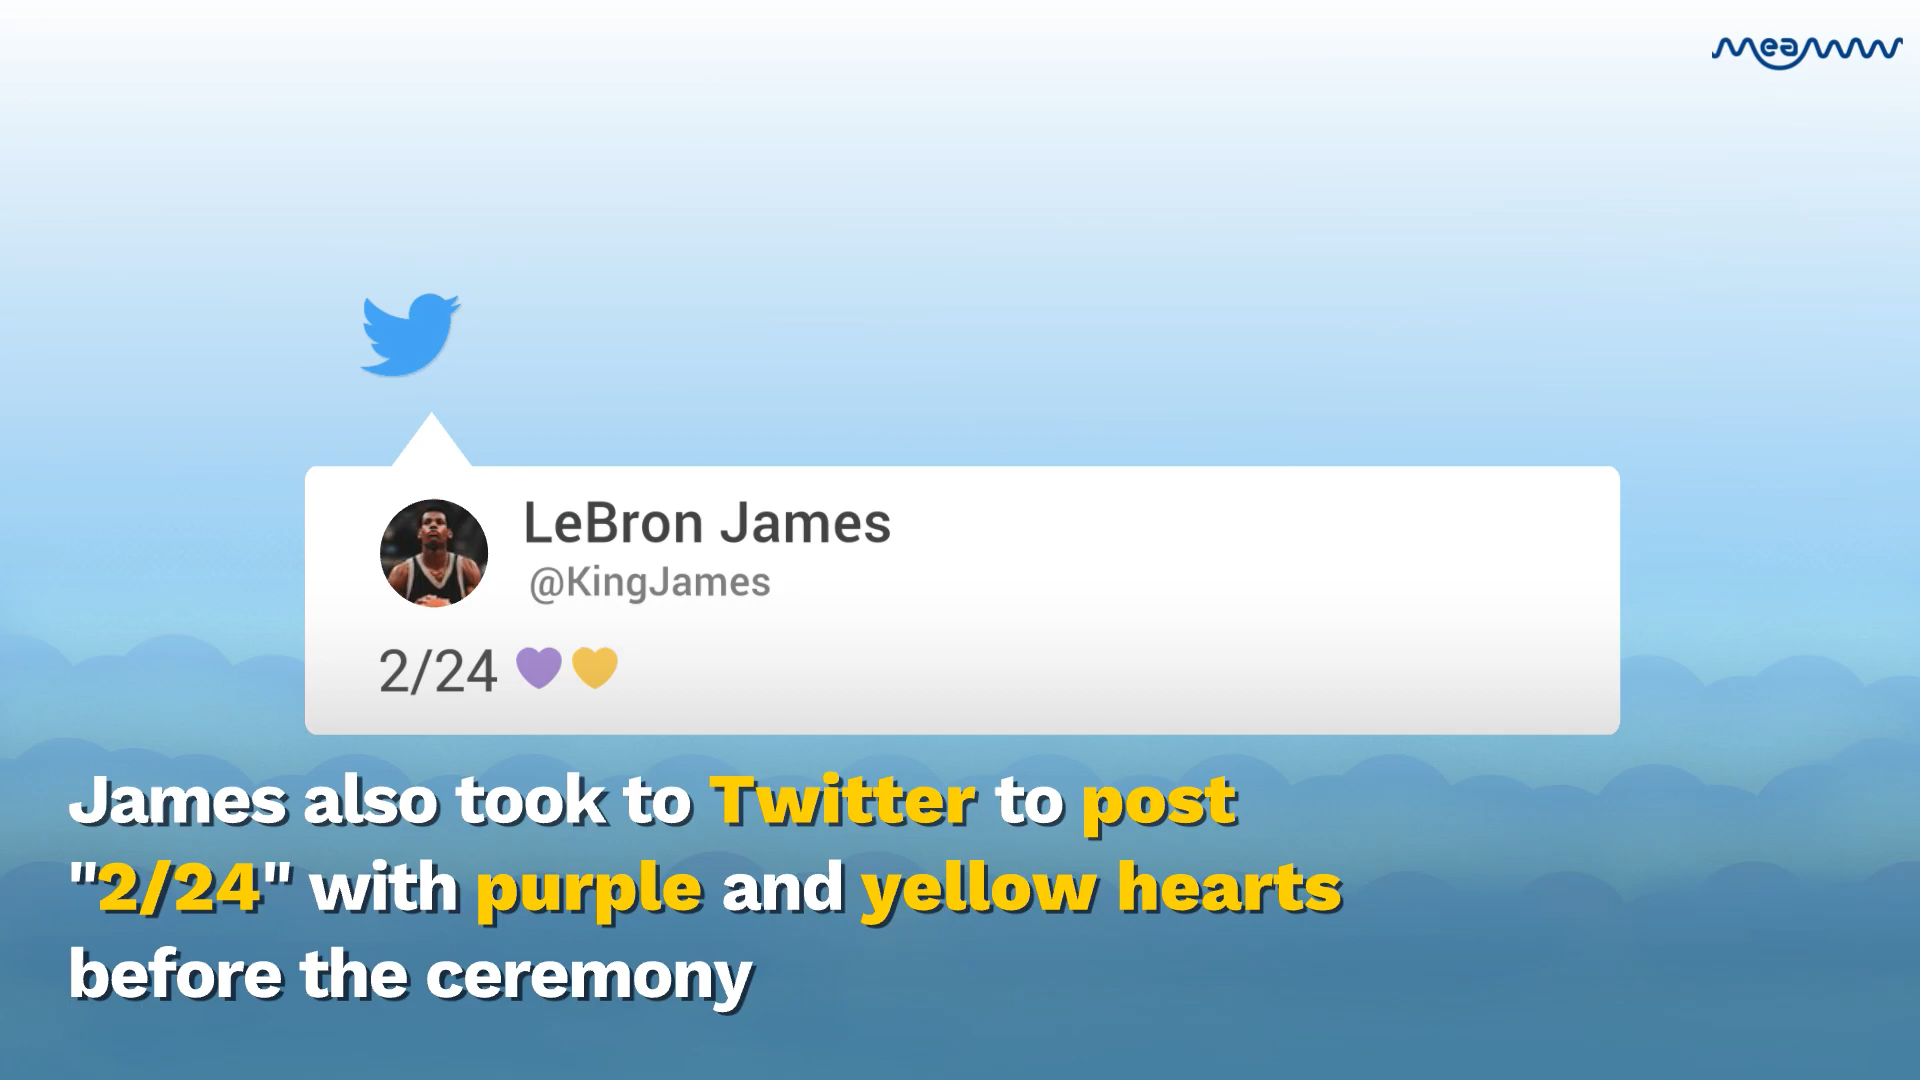 meaww
LeBron James
@KingJames
2/24 💜💛
James also took to Twitter to post
"2/24" with purple and yellow hearts
before the ceremony